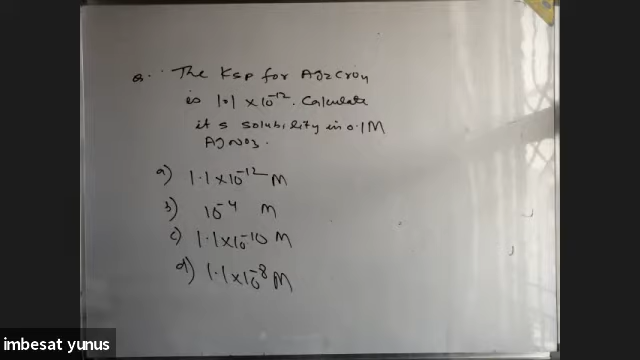 Q. The Ksp for Ag2CrO4
is 1.1 × 10-12. Calculate
it s solubility in 0.1M
AgNO3.
a) 1.1×10-12 M
b) 10-4 M
c) 1.1×10-10 M
d) 1.1×10-8 M
imbesat yunus